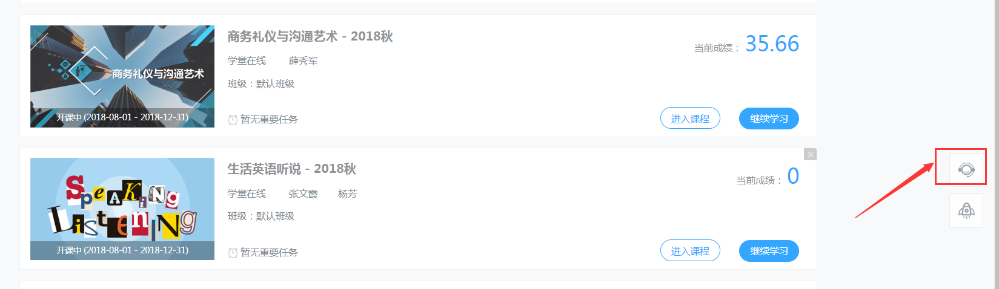 商务礼仪与沟通艺术
开课中 (2018-08-01 - 2018-12-31)
商务礼仪与沟通艺术 - 2018秋
学堂在线 薛秀军
班级：默认班级
暂无重要任务
当前成绩： 35.66
进入课程 继续学习
SpeAKiNg
LiSTENiNg
开课中 (2018-08-01 - 2018-12-31)
生活英语听说 - 2018秋
学堂在线 张文霞 杨芳
班级：默认班级
暂无重要任务
当前成绩： 0
进入课程 继续学习